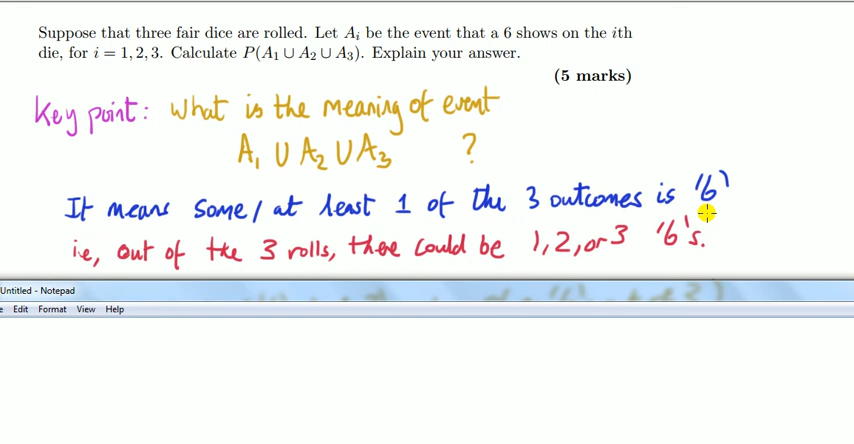 Suppose that three fair dice are rolled. Let Ai be the event that a 6 shows on the ith
die, for i = 1, 2, 3. Calculate P(A1 ∪ A2 ∪ A3). Explain your answer.
(5 marks)
Key point: What is the meaning of event
A1 ∪ A2 ∪ A3 ?
It means some/at least 1 of the 3 outcomes is '6'
i.e, out of the 3 rolls, there could be 1, 2, or 3 '6's.
Untitled - Notepad
Edit Format View Help